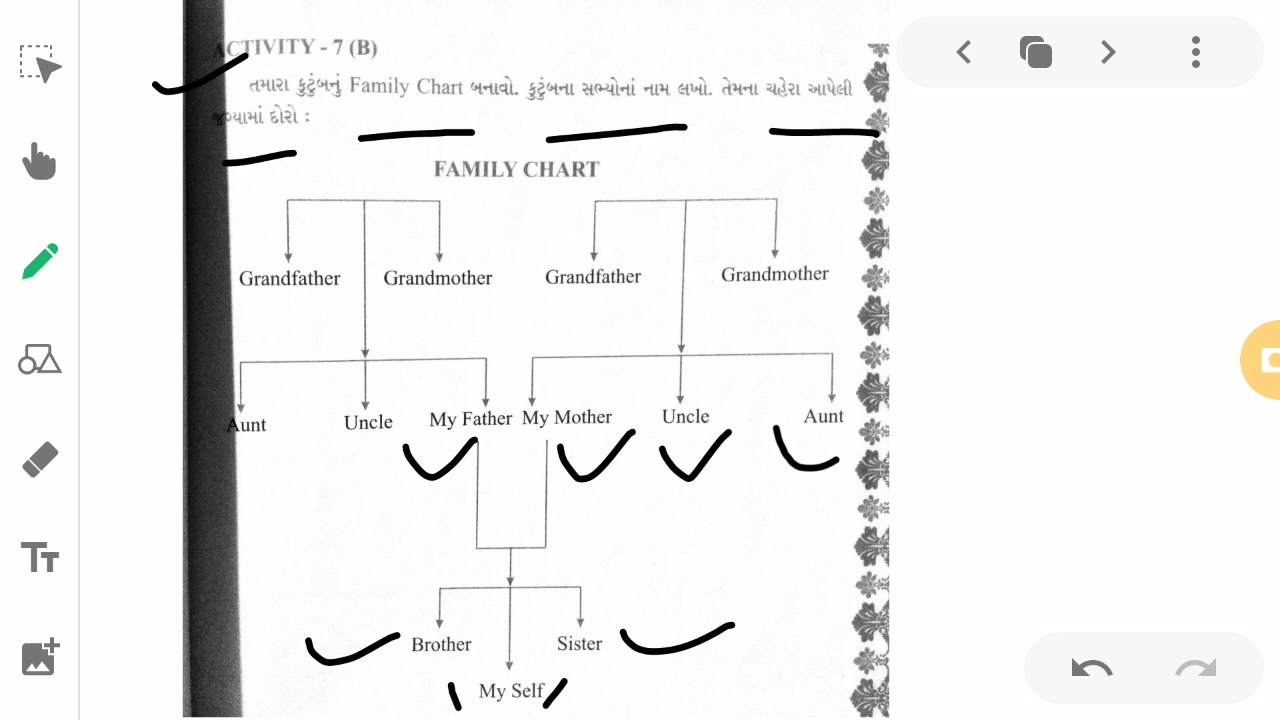 ACTIVITY - 7 (B)
તમારા કુટુંબનું Family Chart બનાવો. કુટુંબના સભ્યોનાં નામ લખો. તેમના ચહેરા આપેલી
જગ્યામાં દોરો :
FAMILY CHART
Grandfather Grandmother Grandfather Grandmother
Aunt Uncle My Father My Mother Uncle Aunt
Brother Sister
My Self